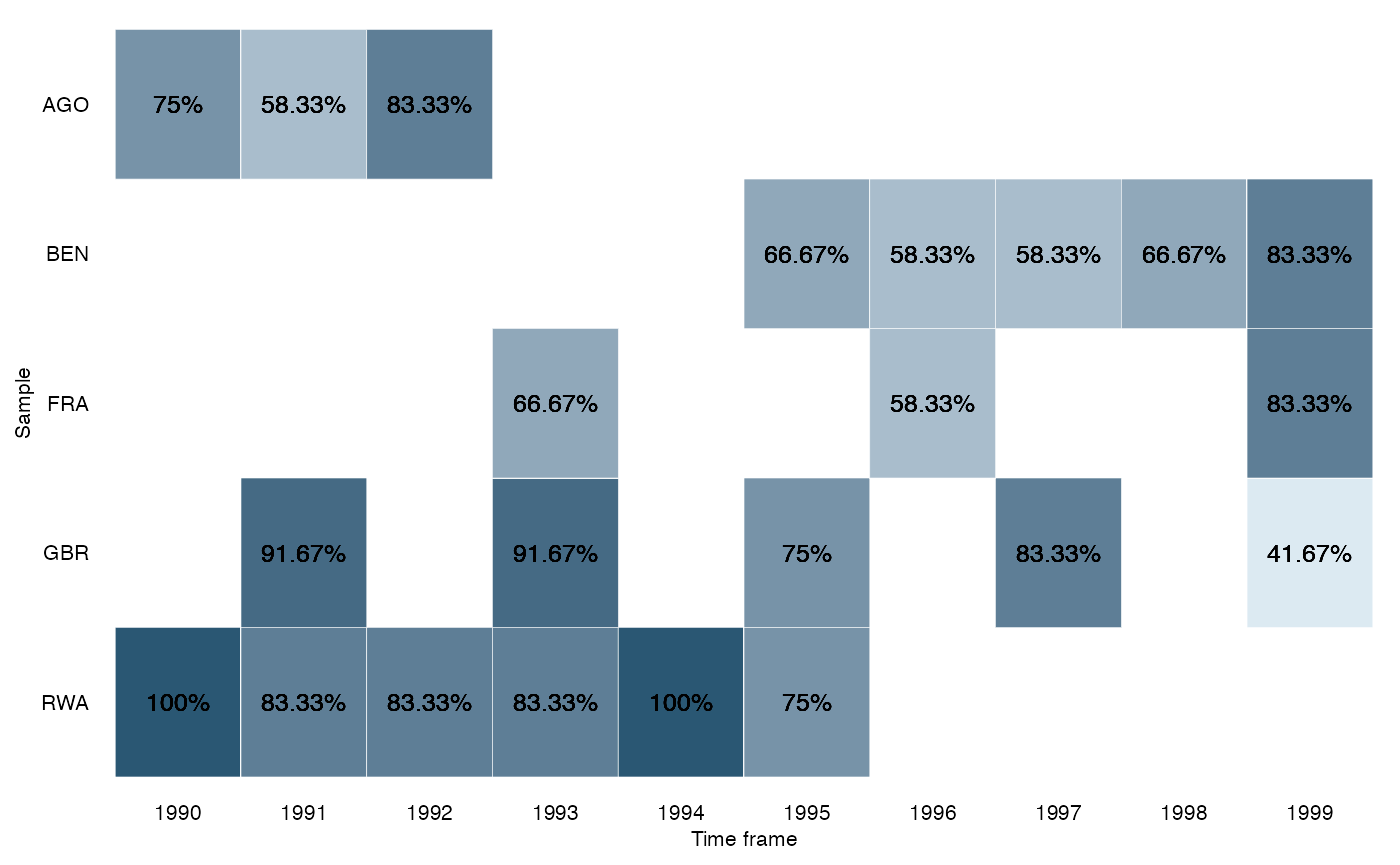 AGO 75% 58.33% 83.33%
BEN 66.67% 58.33% 58.33% 66.67% 83.33%
Sample
FRA 66.67% 58.33% 83.33%
GBR 91.67% 91.67% 75% 83.33% 41.67%
RWA 100% 83.33% 83.33% 83.33% 100% 75%
1990 1991 1992 1993 1994 1995 1996 1997 1998 1999
Time frame